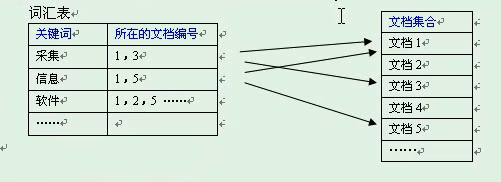 词汇表
关键词 所在的文档编号
采集 1，3
信息 1，5
软件 1，2，5 ……
……
文档集合
文档 1
文档 2
文档 3
文档 4
文档 5
……